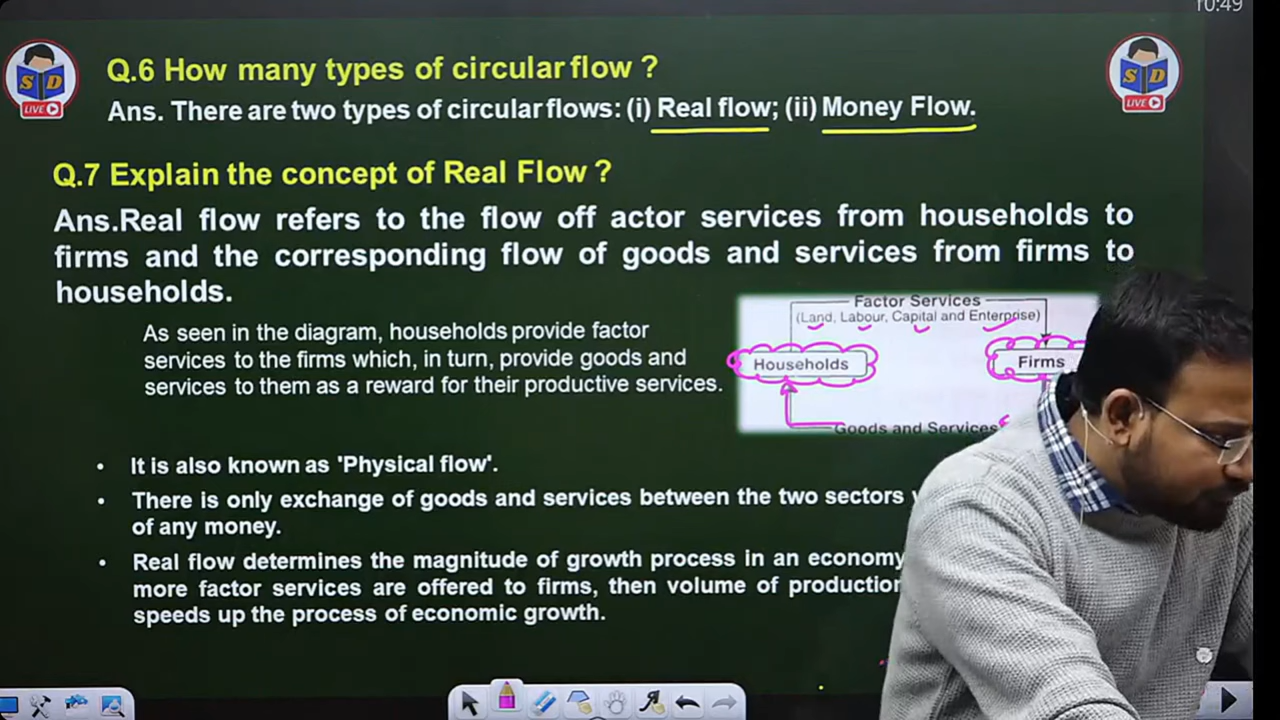 10:49
S D
LIVE
S D
LIVE
Q.6 How many types of circular flow ?
Ans. There are two types of circular flows: (i) Real flow; (ii) Money Flow.
Q.7 Explain the concept of Real Flow ?
Ans.Real flow refers to the flow off actor services from households to
firms and the corresponding flow of goods and services from firms to
households.
As seen in the diagram, households provide factor
services to the firms which, in turn, provide goods and
services to them as a reward for their productive services.
Factor Services
(Land, Labour, Capital and Enterprise)
Households
Firms
Goods and Services
It is also known as 'Physical flow'.
There is only exchange of goods and services between the two sectors
of any money.
Real flow determines the magnitude of growth process in an economy
more factor services are offered to firms, then volume of production
speeds up the process of economic growth.